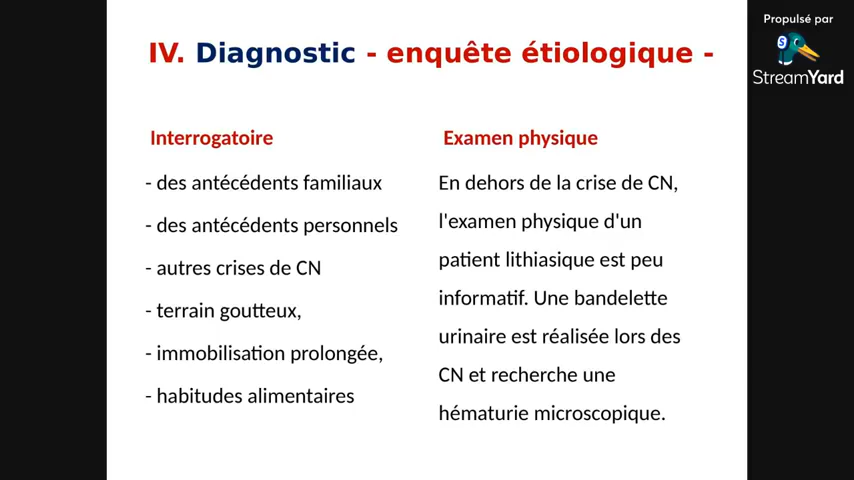 IV. Diagnostic - enquête étiologique -
Propulsé par
StreamYard
Interrogatoire
- des antécédents familiaux
- des antécédents personnels
- autres crises de CN
- terrain goutteux,
- immobilisation prolongée,
- habitudes alimentaires
Examen physique
En dehors de la crise de CN,
l'examen physique d'un
patient lithiasique est peu
informatif. Une bandelette
urinaire est réalisée lors des
CN et recherche une
hématurie microscopique.